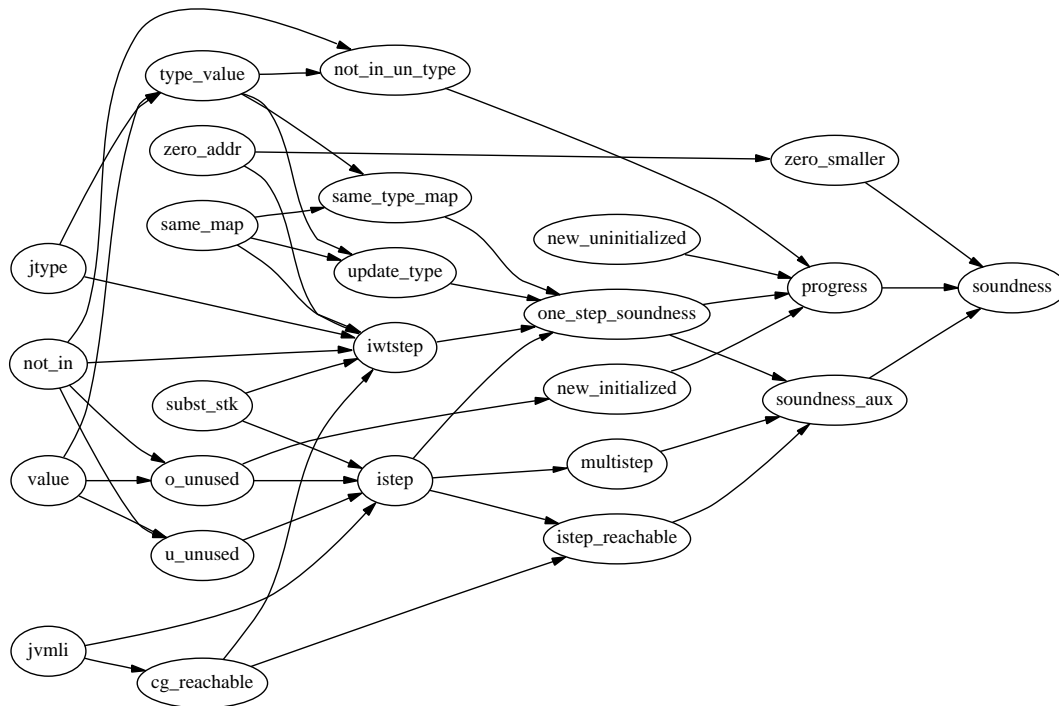 type_value
not_in_un_type
zero_addr
zero_smaller
same_type_map
same_map
new_uninitialized
jtype
update_type
progress
soundness
one_step_soundness
iwtstep
not_in
new_initialized
subst_stk
soundness_aux
multistep
value
o_unused
istep
istep_reachable
u_unused
jvmli
cg_reachable